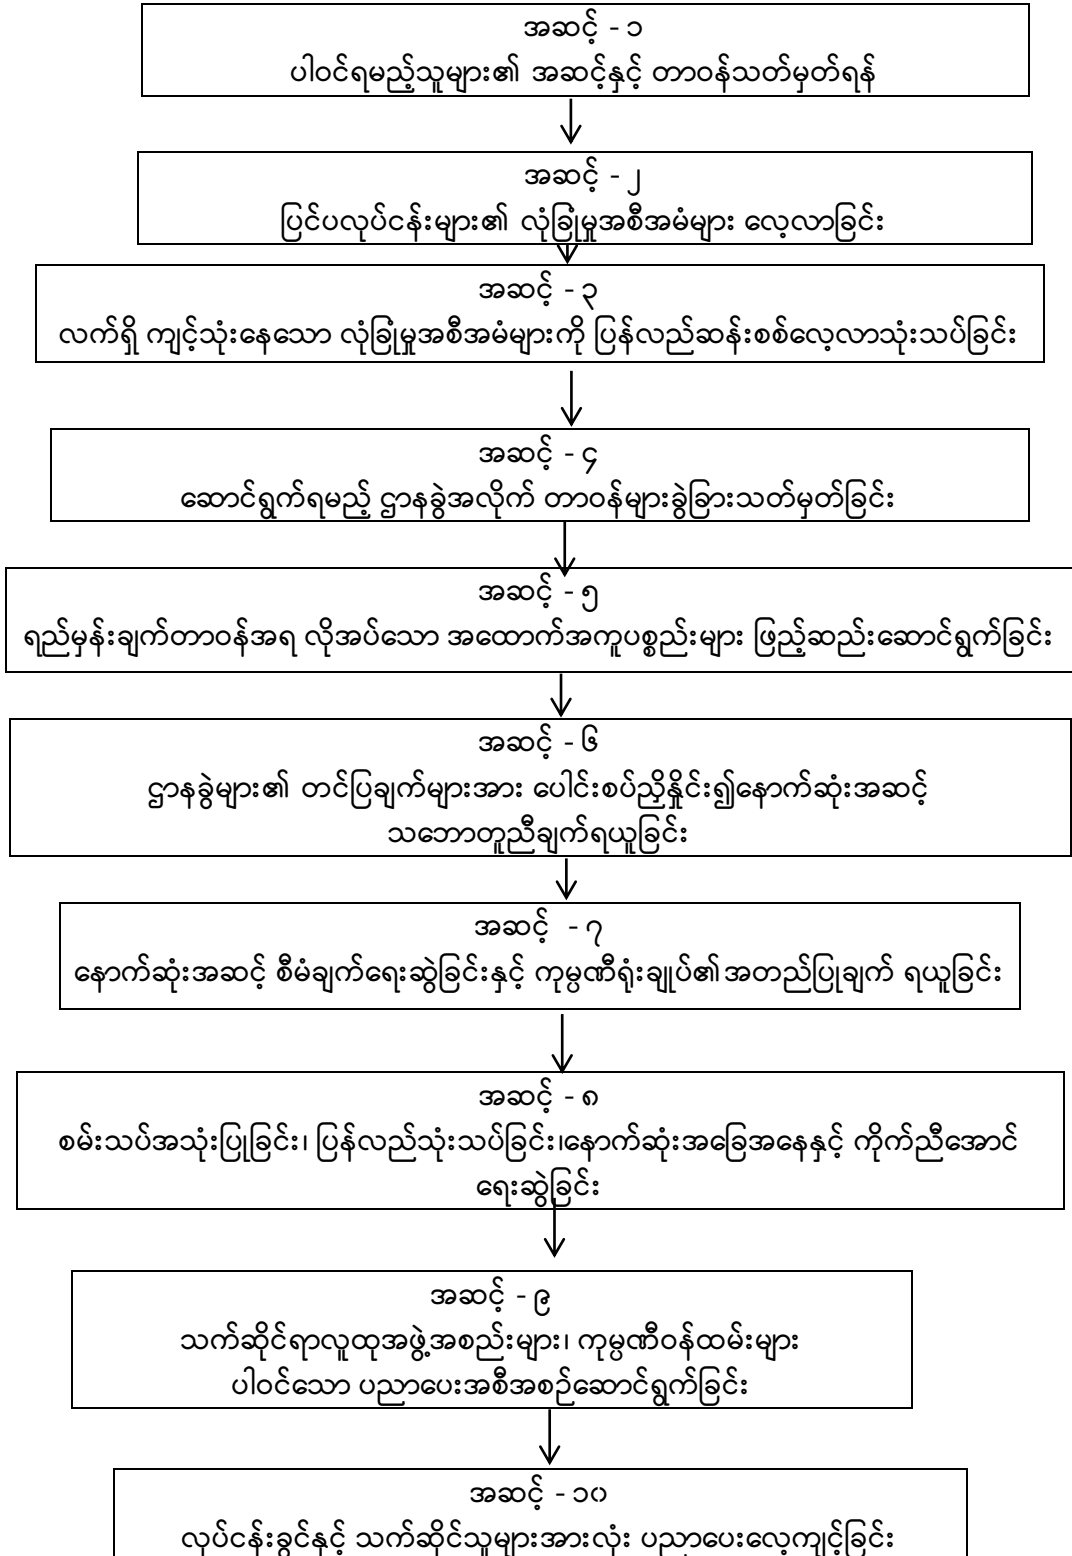 အဆင့် - ၁
ပါဝင်ရမည့်သူများ၏ အဆင့်နှင့် တာဝန်သတ်မှတ်ရန်
အဆင့် - ၂
ပြင်ပလုပ်ငန်းများ၏ လုံခြုံမှုအစီအမံများ လေ့လာခြင်း
အဆင့် - ၃
လက်ရှိ ကျင့်သုံးနေသော လုံခြုံမှုအစီအမံများကို ပြန်လည်ဆန်းစစ်လေ့လာသုံးသပ်ခြင်း
အဆင့် - ၄
ဆောင်ရွက်ရမည့် ဌာနခွဲအလိုက် တာဝန်များခွဲခြားသတ်မှတ်ခြင်း
အဆင့် - ၅
ရည်မှန်းချက်တာဝန်အရ လိုအပ်သော အထောက်အကူပစ္စည်းများ ဖြည့်ဆည်းဆောင်ရွက်ခြင်း
အဆင့် - ၆
ဌာနခွဲများ၏ တင်ပြချက်များအား ပေါင်းစပ်ညှိနှိုင်း၍နောက်ဆုံးအဆင့်
သဘောတူညီချက်ရယူခြင်း
အဆင့် - ၇
နောက်ဆုံးအဆင့် စီမံချက်ရေးဆွဲခြင်းနှင့် ကုမ္ပဏီရုံးချုပ်၏အတည်ပြုချက် ရယူခြင်း
အဆင့် - ၈
စမ်းသပ်အသုံးပြုခြင်း၊ ပြန်လည်သုံးသပ်ခြင်း၊နောက်ဆုံးအခြေအနေနှင့် ကိုက်ညီအောင်
ရေးဆွဲခြင်း
အဆင့် - ၉
သက်ဆိုင်ရာလူထုအဖွဲ့အစည်းများ၊ ကုမ္ပဏီဝန်ထမ်းများ
ပါဝင်သော ပညာပေးအစီအစဉ်ဆောင်ရွက်ခြင်း
အဆင့် - ၁၀
လုပ်ငန်းခွင်နှင့် သက်ဆိုင်သူများအားလုံး ပညာပေးလေ့ကျင့်ခြင်း